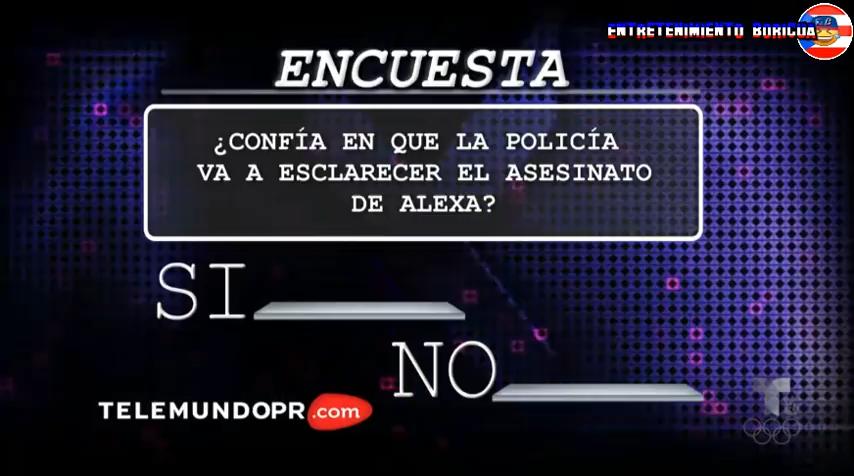 ENTRETENIMIENTO BORICUA
ENCUESTA
¿CONFÍA EN QUE LA POLICÍA
VA A ESCLARECER EL ASESINATO
DE ALEXA?
SI
NO
TELEMUNDOPR.com